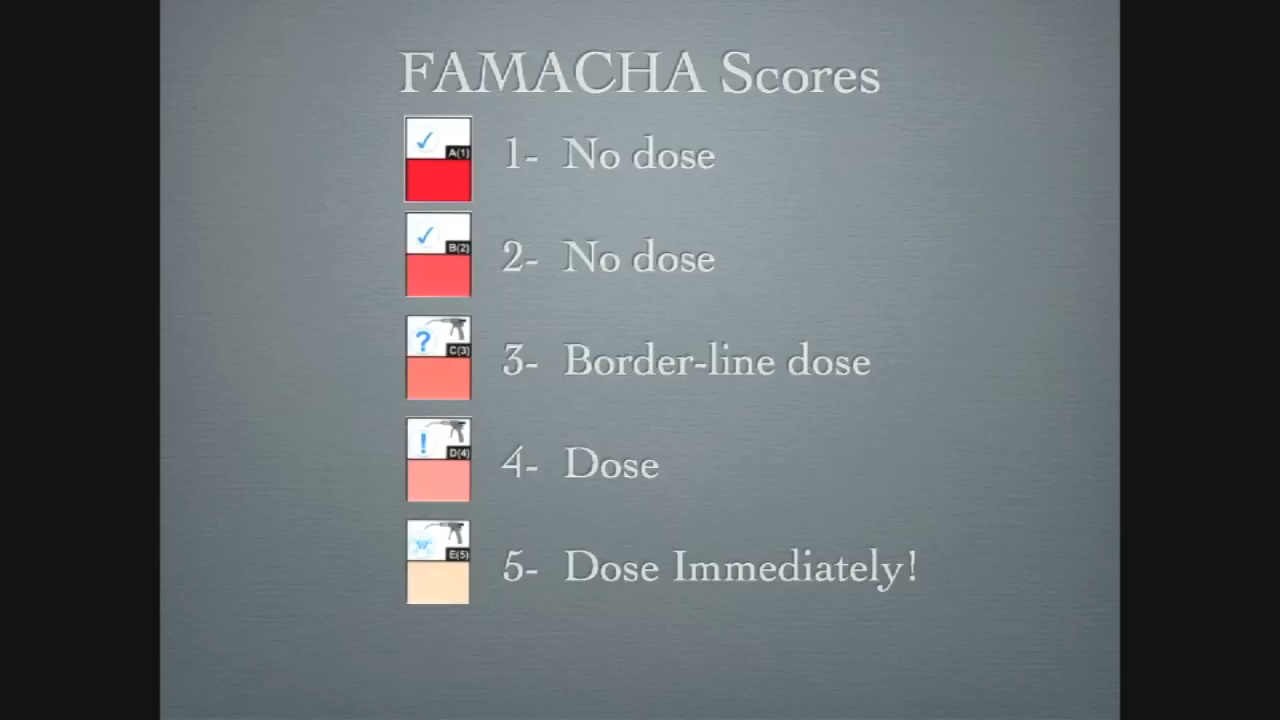 FAMACHA Scores
✓ A(1) 1- No dose
✓ B(2) 2- No dose
? C(3) 3- Border-line dose
! D(4) 4- Dose
E(5) 5- Dose Immediately!